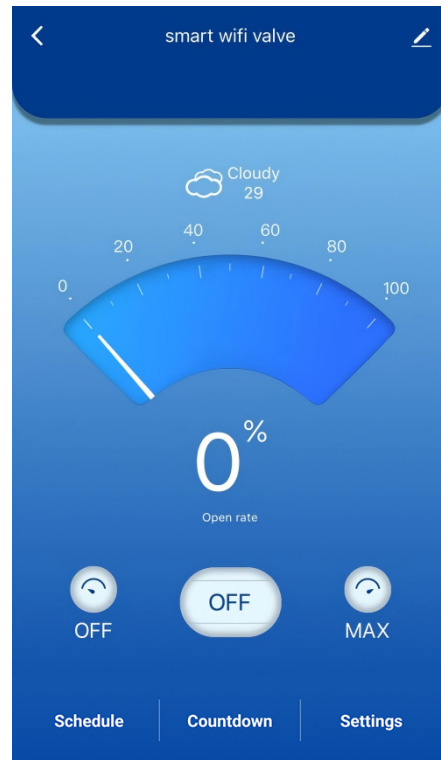 smart wifi valve
Cloudy
29
0
20
40
60
80
100
0%
Open rate
OFF
OFF
MAX
Schedule
Countdown
Settings